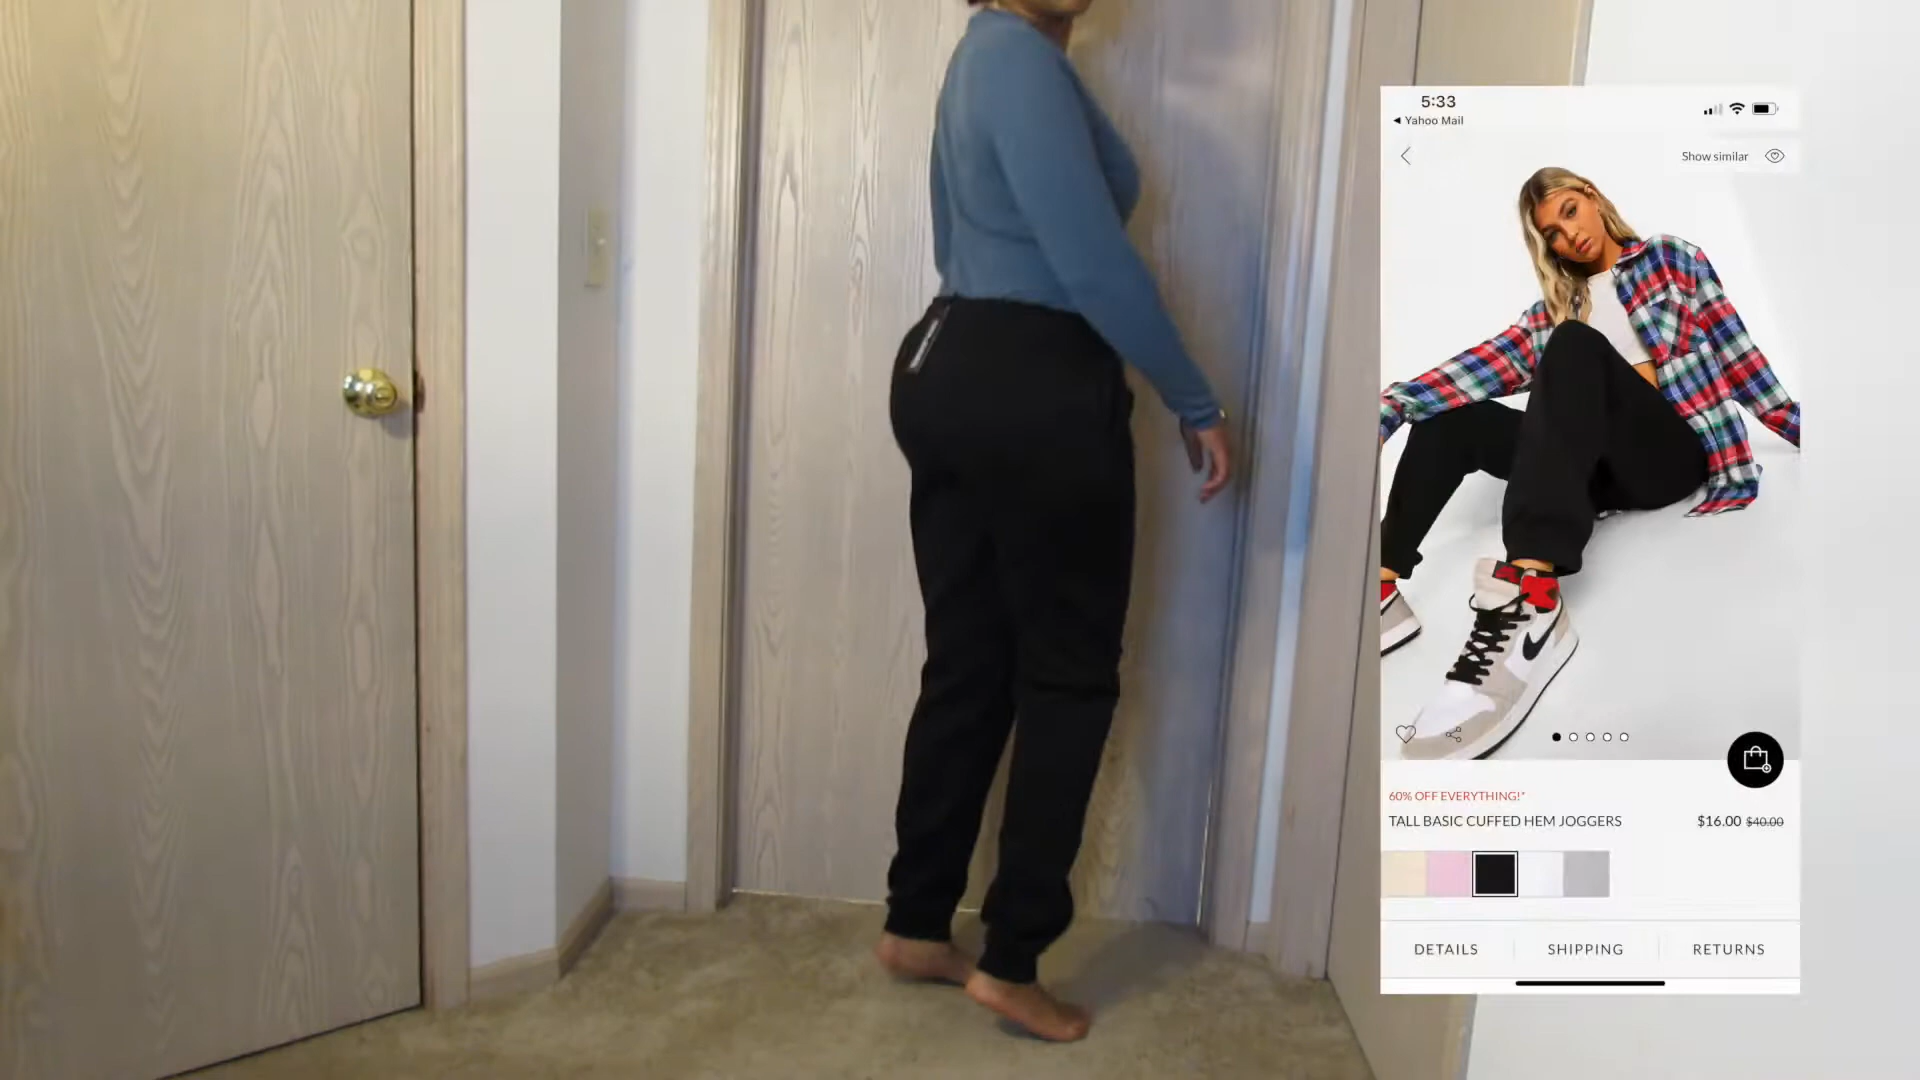 5:33
◀ Yahoo Mail
Show similar
60% OFF EVERYTHING!*
TALL BASIC CUFFED HEM JOGGERS
$16.00 $40.00
DETAILS
SHIPPING
RETURNS